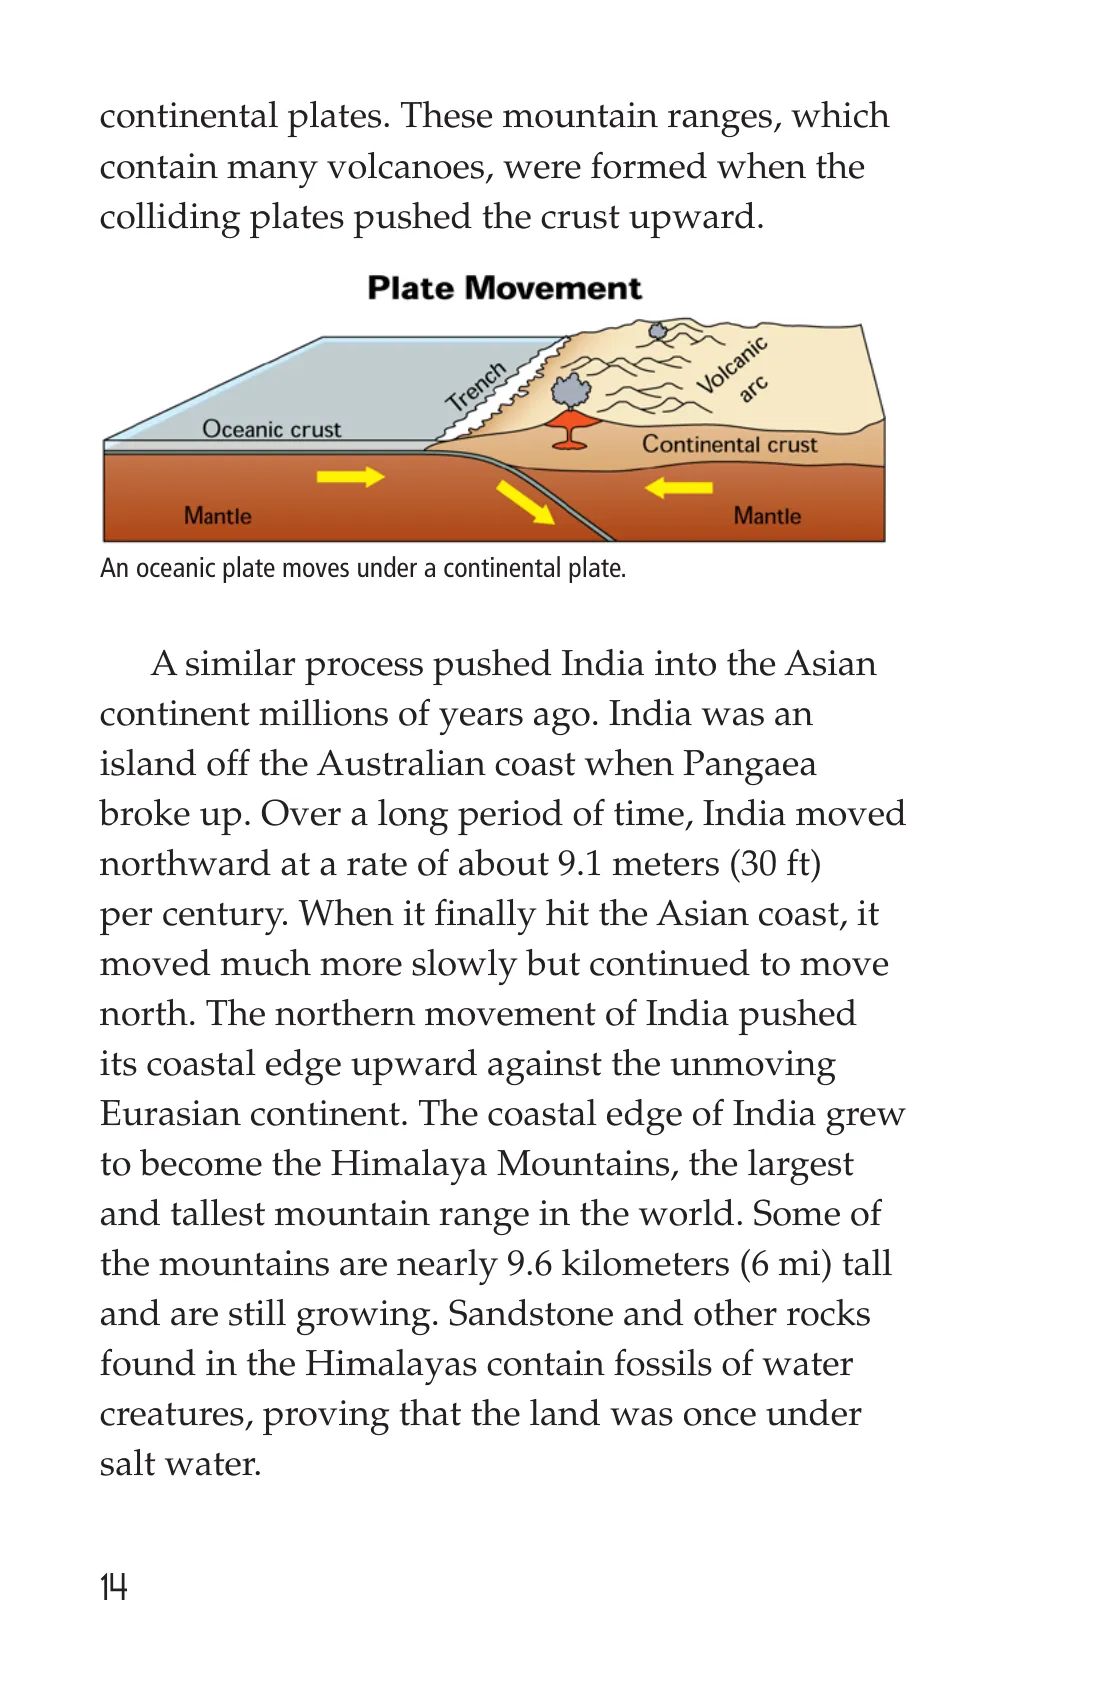 continental plates. These mountain ranges, which
contain many volcanoes, were formed when the
colliding plates pushed the crust upward.
Plate Movement
Trench
Volcanic
arc
Oceanic crust
Continental crust
Mantle
Mantle
An oceanic plate moves under a continental plate.
A similar process pushed India into the Asian
continent millions of years ago. India was an
island off the Australian coast when Pangaea
broke up. Over a long period of time, India moved
northward at a rate of about 9.1 meters (30 ft)
per century. When it finally hit the Asian coast, it
moved much more slowly but continued to move
north. The northern movement of India pushed
its coastal edge upward against the unmoving
Eurasian continent. The coastal edge of India grew
to become the Himalaya Mountains, the largest
and tallest mountain range in the world. Some of
the mountains are nearly 9.6 kilometers (6 mi) tall
and are still growing. Sandstone and other rocks
found in the Himalayas contain fossils of water
creatures, proving that the land was once under
salt water.
14